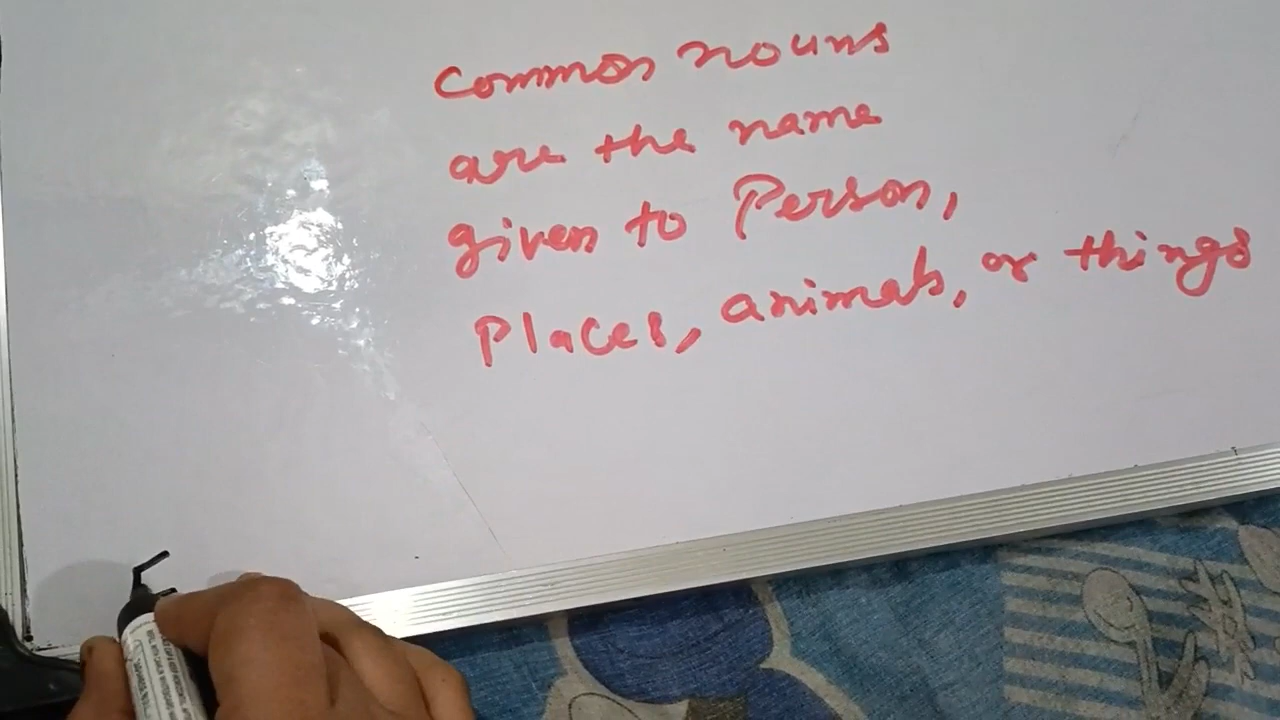 Common nouns
are the name
given to Person,
Places, animals, or things